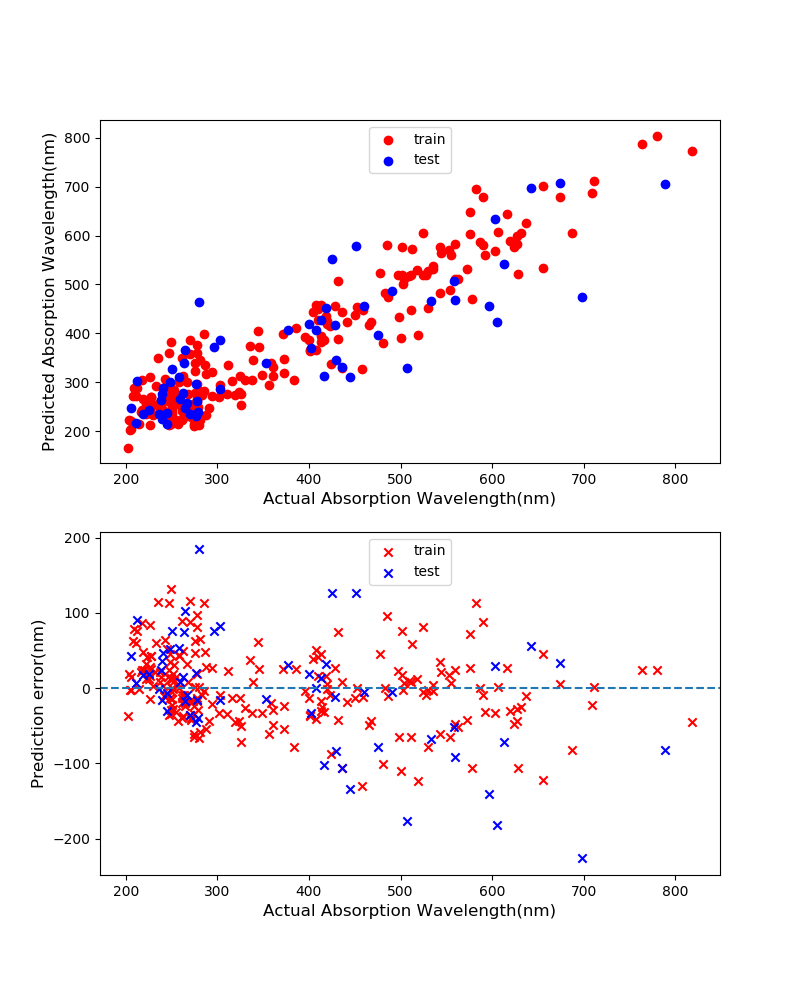 train
test
800
700
600
500
400
300
200
Predicted Absorption Wavelength(nm)
200 300 400 500 600 700 800
Actual Absorption Wavelength(nm)
train
test
200
100
0
−100
−200
Prediction error(nm)
200 300 400 500 600 700 800
Actual Absorption Wavelength(nm)